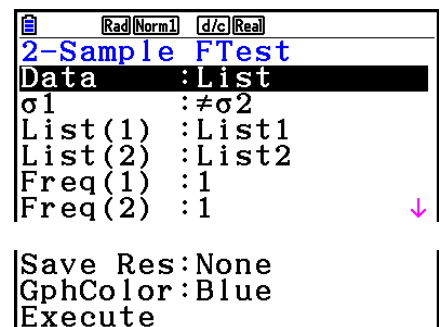 Rad Norm1 d/c Real
2-Sample FTest
Data :List
σ1 :≠σ2
List(1) :List1
List(2) :List2
Freq(1) :1
Freq(2) :1 ↓
Save Res:None
GphColor:Blue
Execute